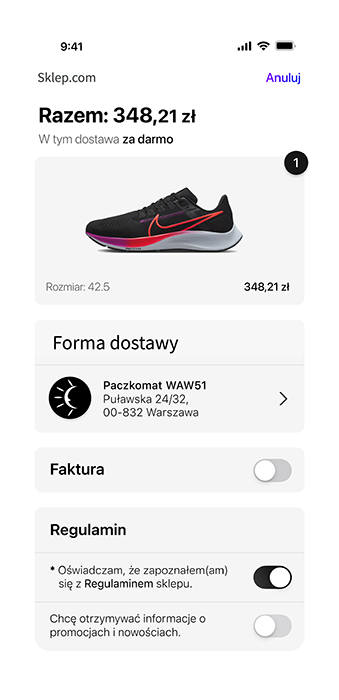 9:41
Sklep.com
Anuluj
Razem: 348,21 zł
W tym dostawa za darmo
1
Rozmiar: 42.5
348,21 zł
Forma dostawy
Paczkomat WAW51
Puławska 24/32,
00-832 Warszawa
Faktura
Regulamin
* Oświadczam, że zapoznałem(am)
się z Regulaminem sklepu.
Chcę otrzymywać informacje o
promocjach i nowościach.